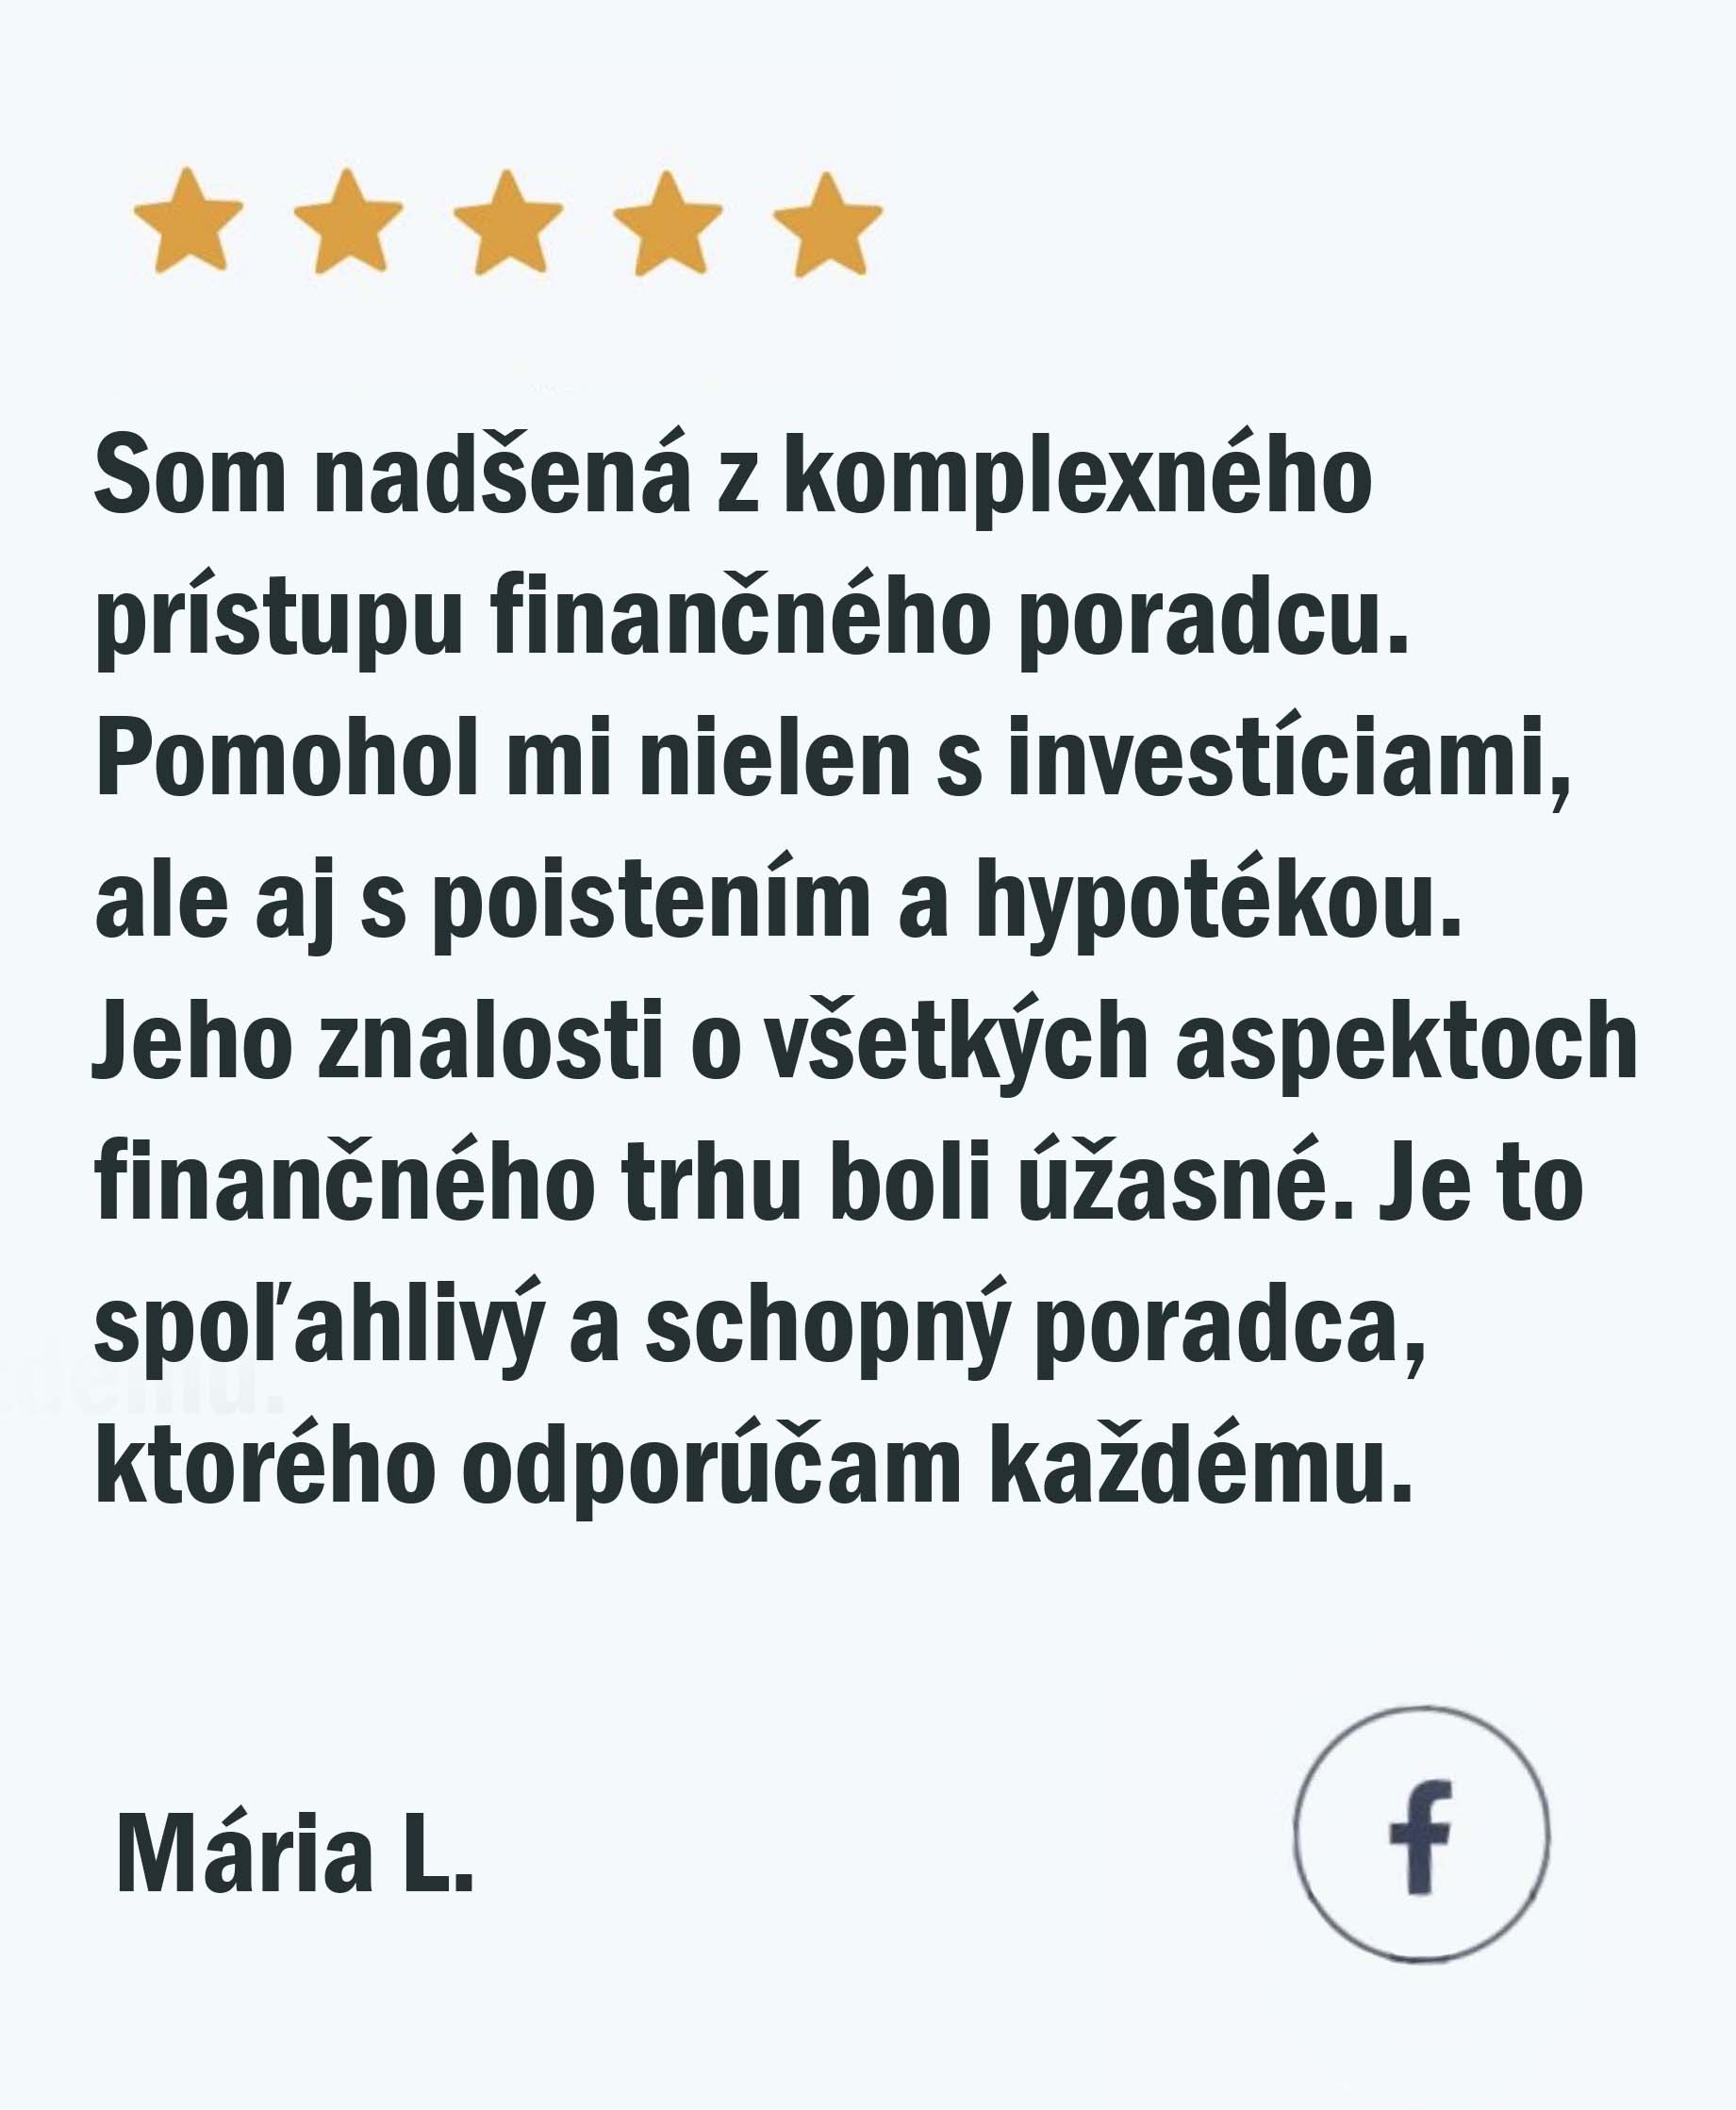 Som nadšená z komplexného
prístupu finančného poradcu.
Pomohol mi nielen s investíciami,
ale aj s poistením a hypotékou.
Jeho znalosti o všetkých aspektoch
finančného trhu boli úžasné. Je to
spoľahlivý a schopný poradca,
ktorého odporúčam každému.
Mária L.
f